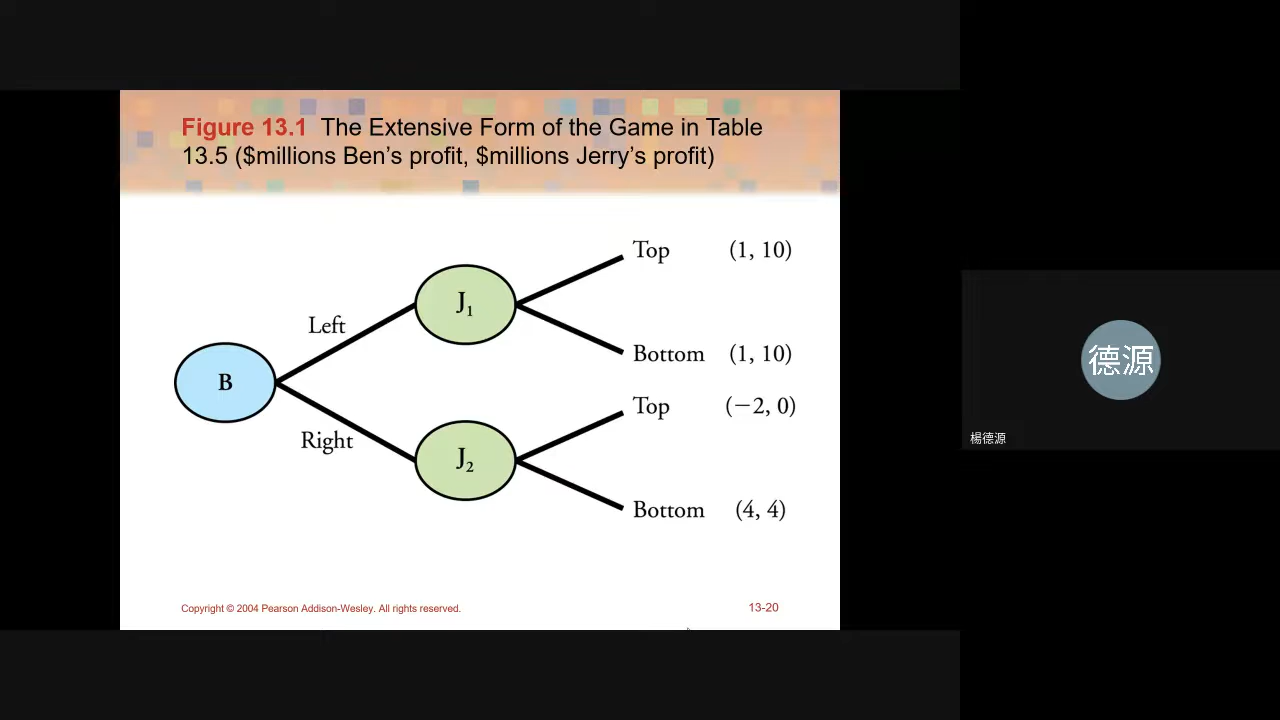 Figure 13.1 The Extensive Form of the Game in Table
13.5 ($millions Ben's profit, $millions Jerry's profit)
Top (1, 10)
J₁
Left
Bottom (1, 10)
B
Top (−2, 0)
Right
J₂
Bottom (4, 4)
Copyright © 2004 Pearson Addison-Wesley. All rights reserved.
13-20
德源
楊德源